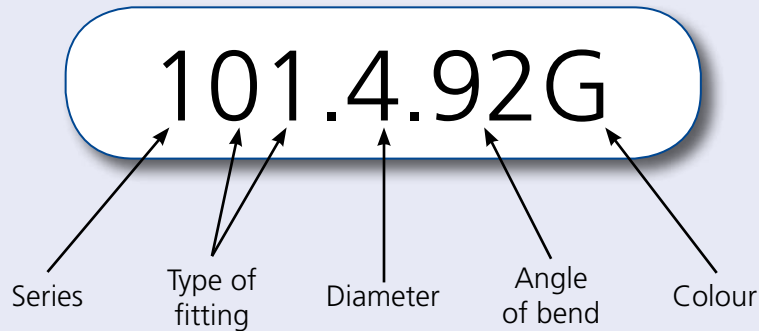 101.4.92G
Series
Type of
fitting
Diameter
Angle
of bend
Colour